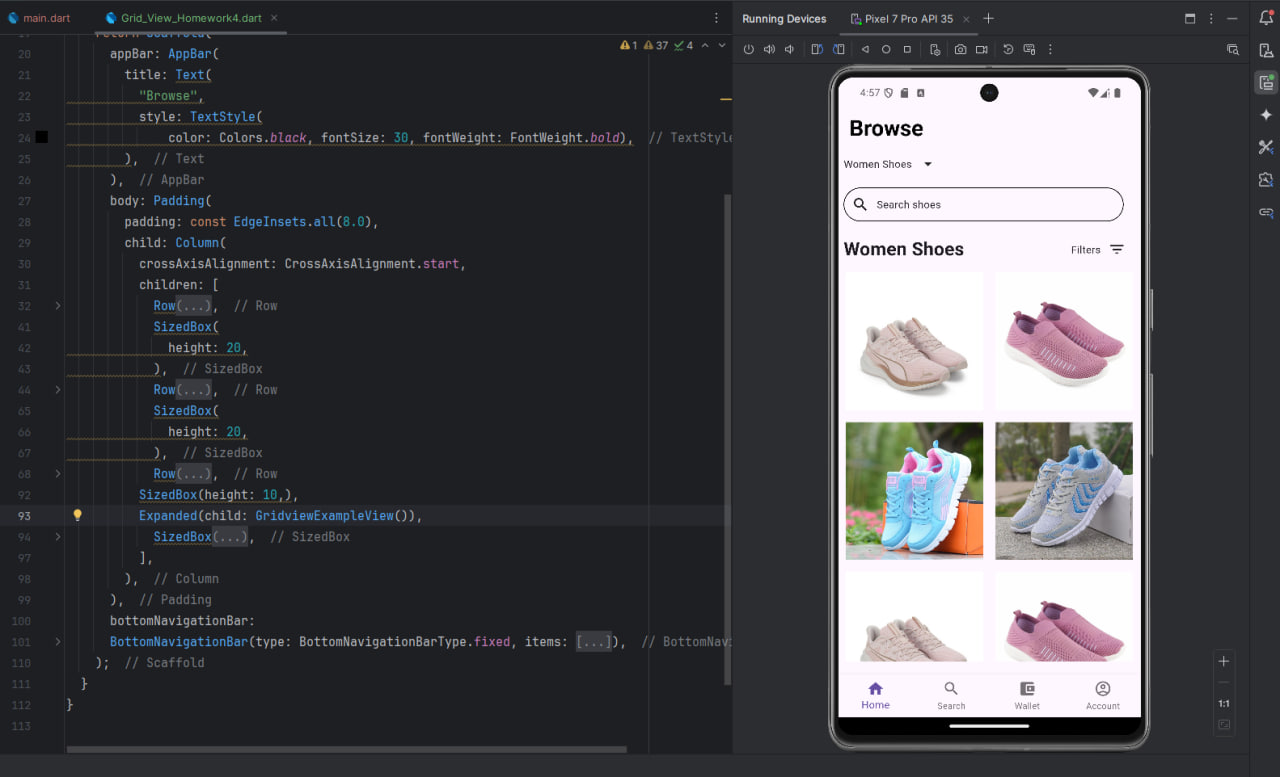 main.dart
Grid_View_Homework4.dart
Running Devices
Pixel 7 Pro API 35
1 37 4
20 appBar: AppBar(
21 title: Text(
22 "Browse",
23 style: TextStyle(
24 color: Colors.black, fontSize: 30, fontWeight: FontWeight.bold), // TextStyle
25 ), // Text
26 ), // AppBar
27 body: Padding(
28 padding: const EdgeInsets.all(8.0),
29 child: Column(
30 crossAxisAlignment: CrossAxisAlignment.start,
31 children: [
32 Row(...), // Row
41 SizedBox(
42 height: 20,
43 ), // SizedBox
44 Row(...), // Row
65 SizedBox(
66 height: 20,
67 ), // SizedBox
68 Row(...), // Row
92 SizedBox(height: 10,),
93 Expanded(child: GridviewExampleView()),
94 SizedBox(...), // SizedBox
97 ],
98 ), // Column
99 ), // Padding
100 bottomNavigationBar:
101 BottomNavigationBar(type: BottomNavigationBarType.fixed, items: [...]), // BottomNavi
110 ); // Scaffold
111 }
112 }
113
4:57
Browse
Women Shoes
Search shoes
Women Shoes
Filters
Home
Search
Wallet
Account
1:1